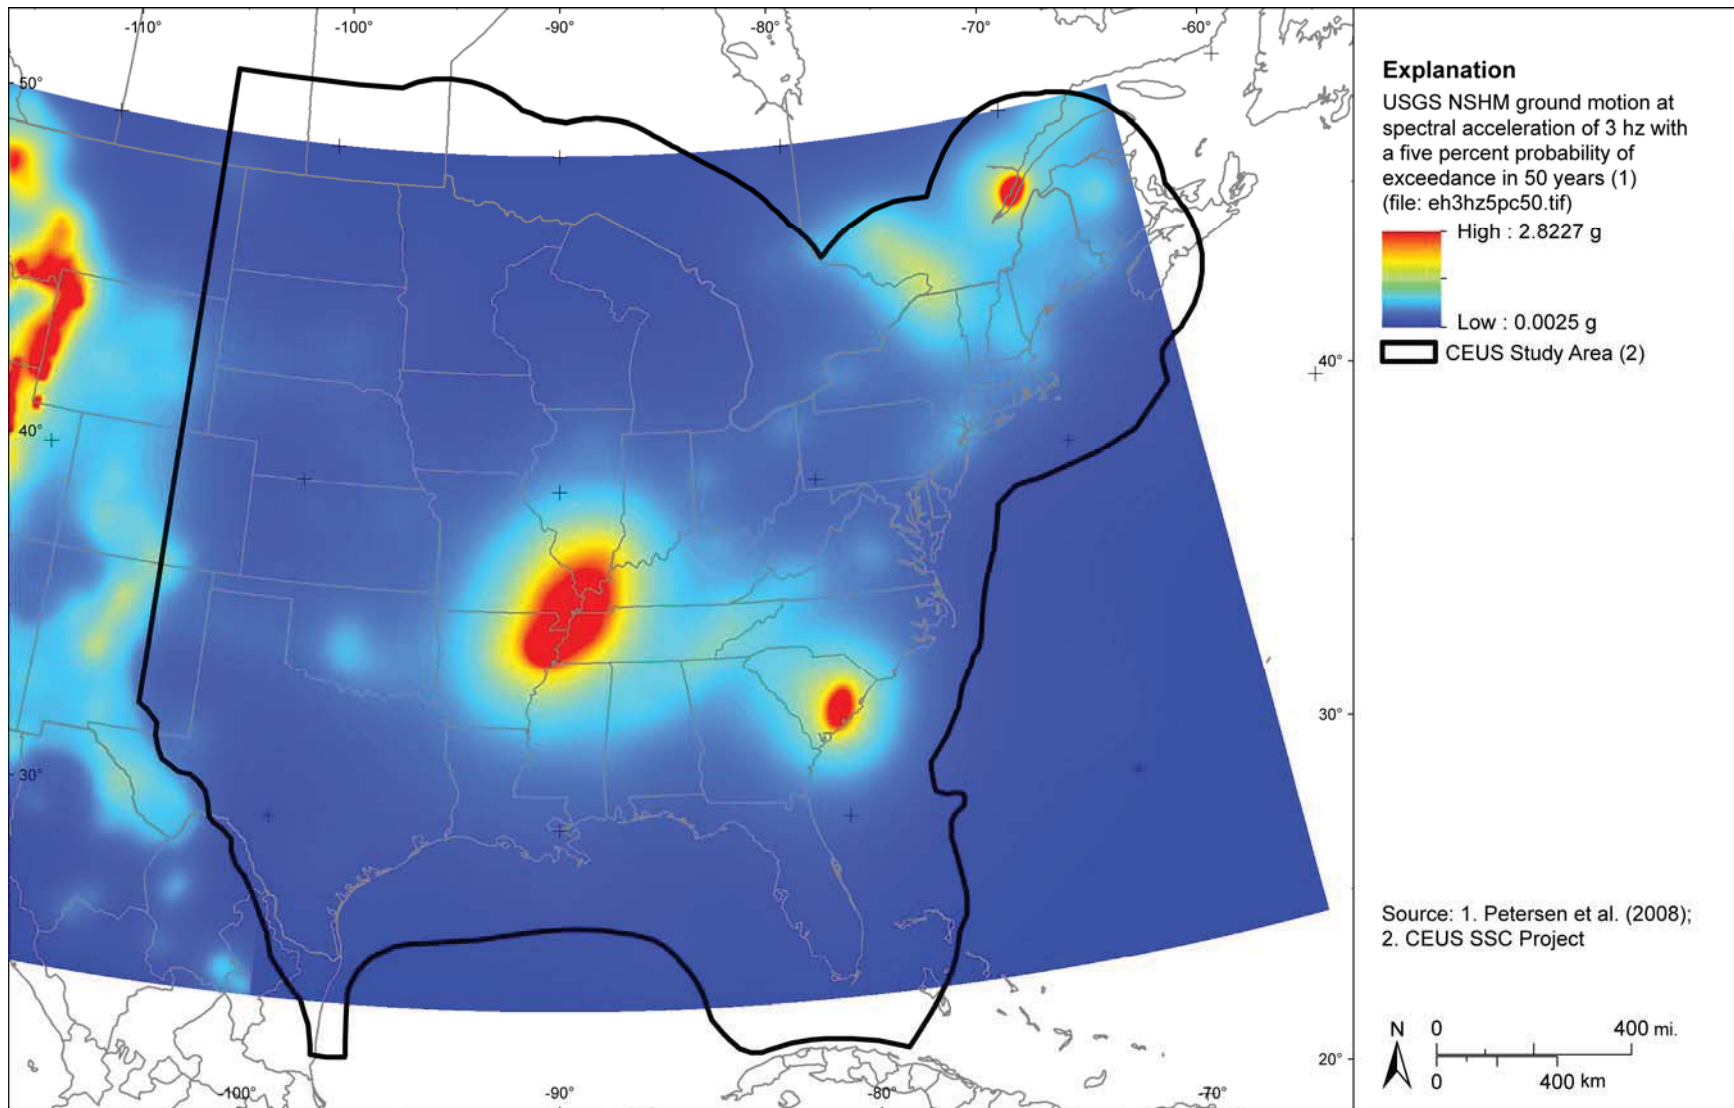 -110°
-100°
-90°
-80°
-70°
-60°
50°
40°
40°
30°
30°
20°
-100°
-90°
-80°
-70°
Explanation
USGS NSHM ground motion at
spectral acceleration of 3 hz with
a five percent probability of
exceedance in 50 years (1)
(file: eh3hz5pc50.tif)
High : 2.8227 g
Low : 0.0025 g
CEUS Study Area (2)
Source: 1. Petersen et al. (2008);
2. CEUS SSC Project
N
0 400 mi.
0 400 km